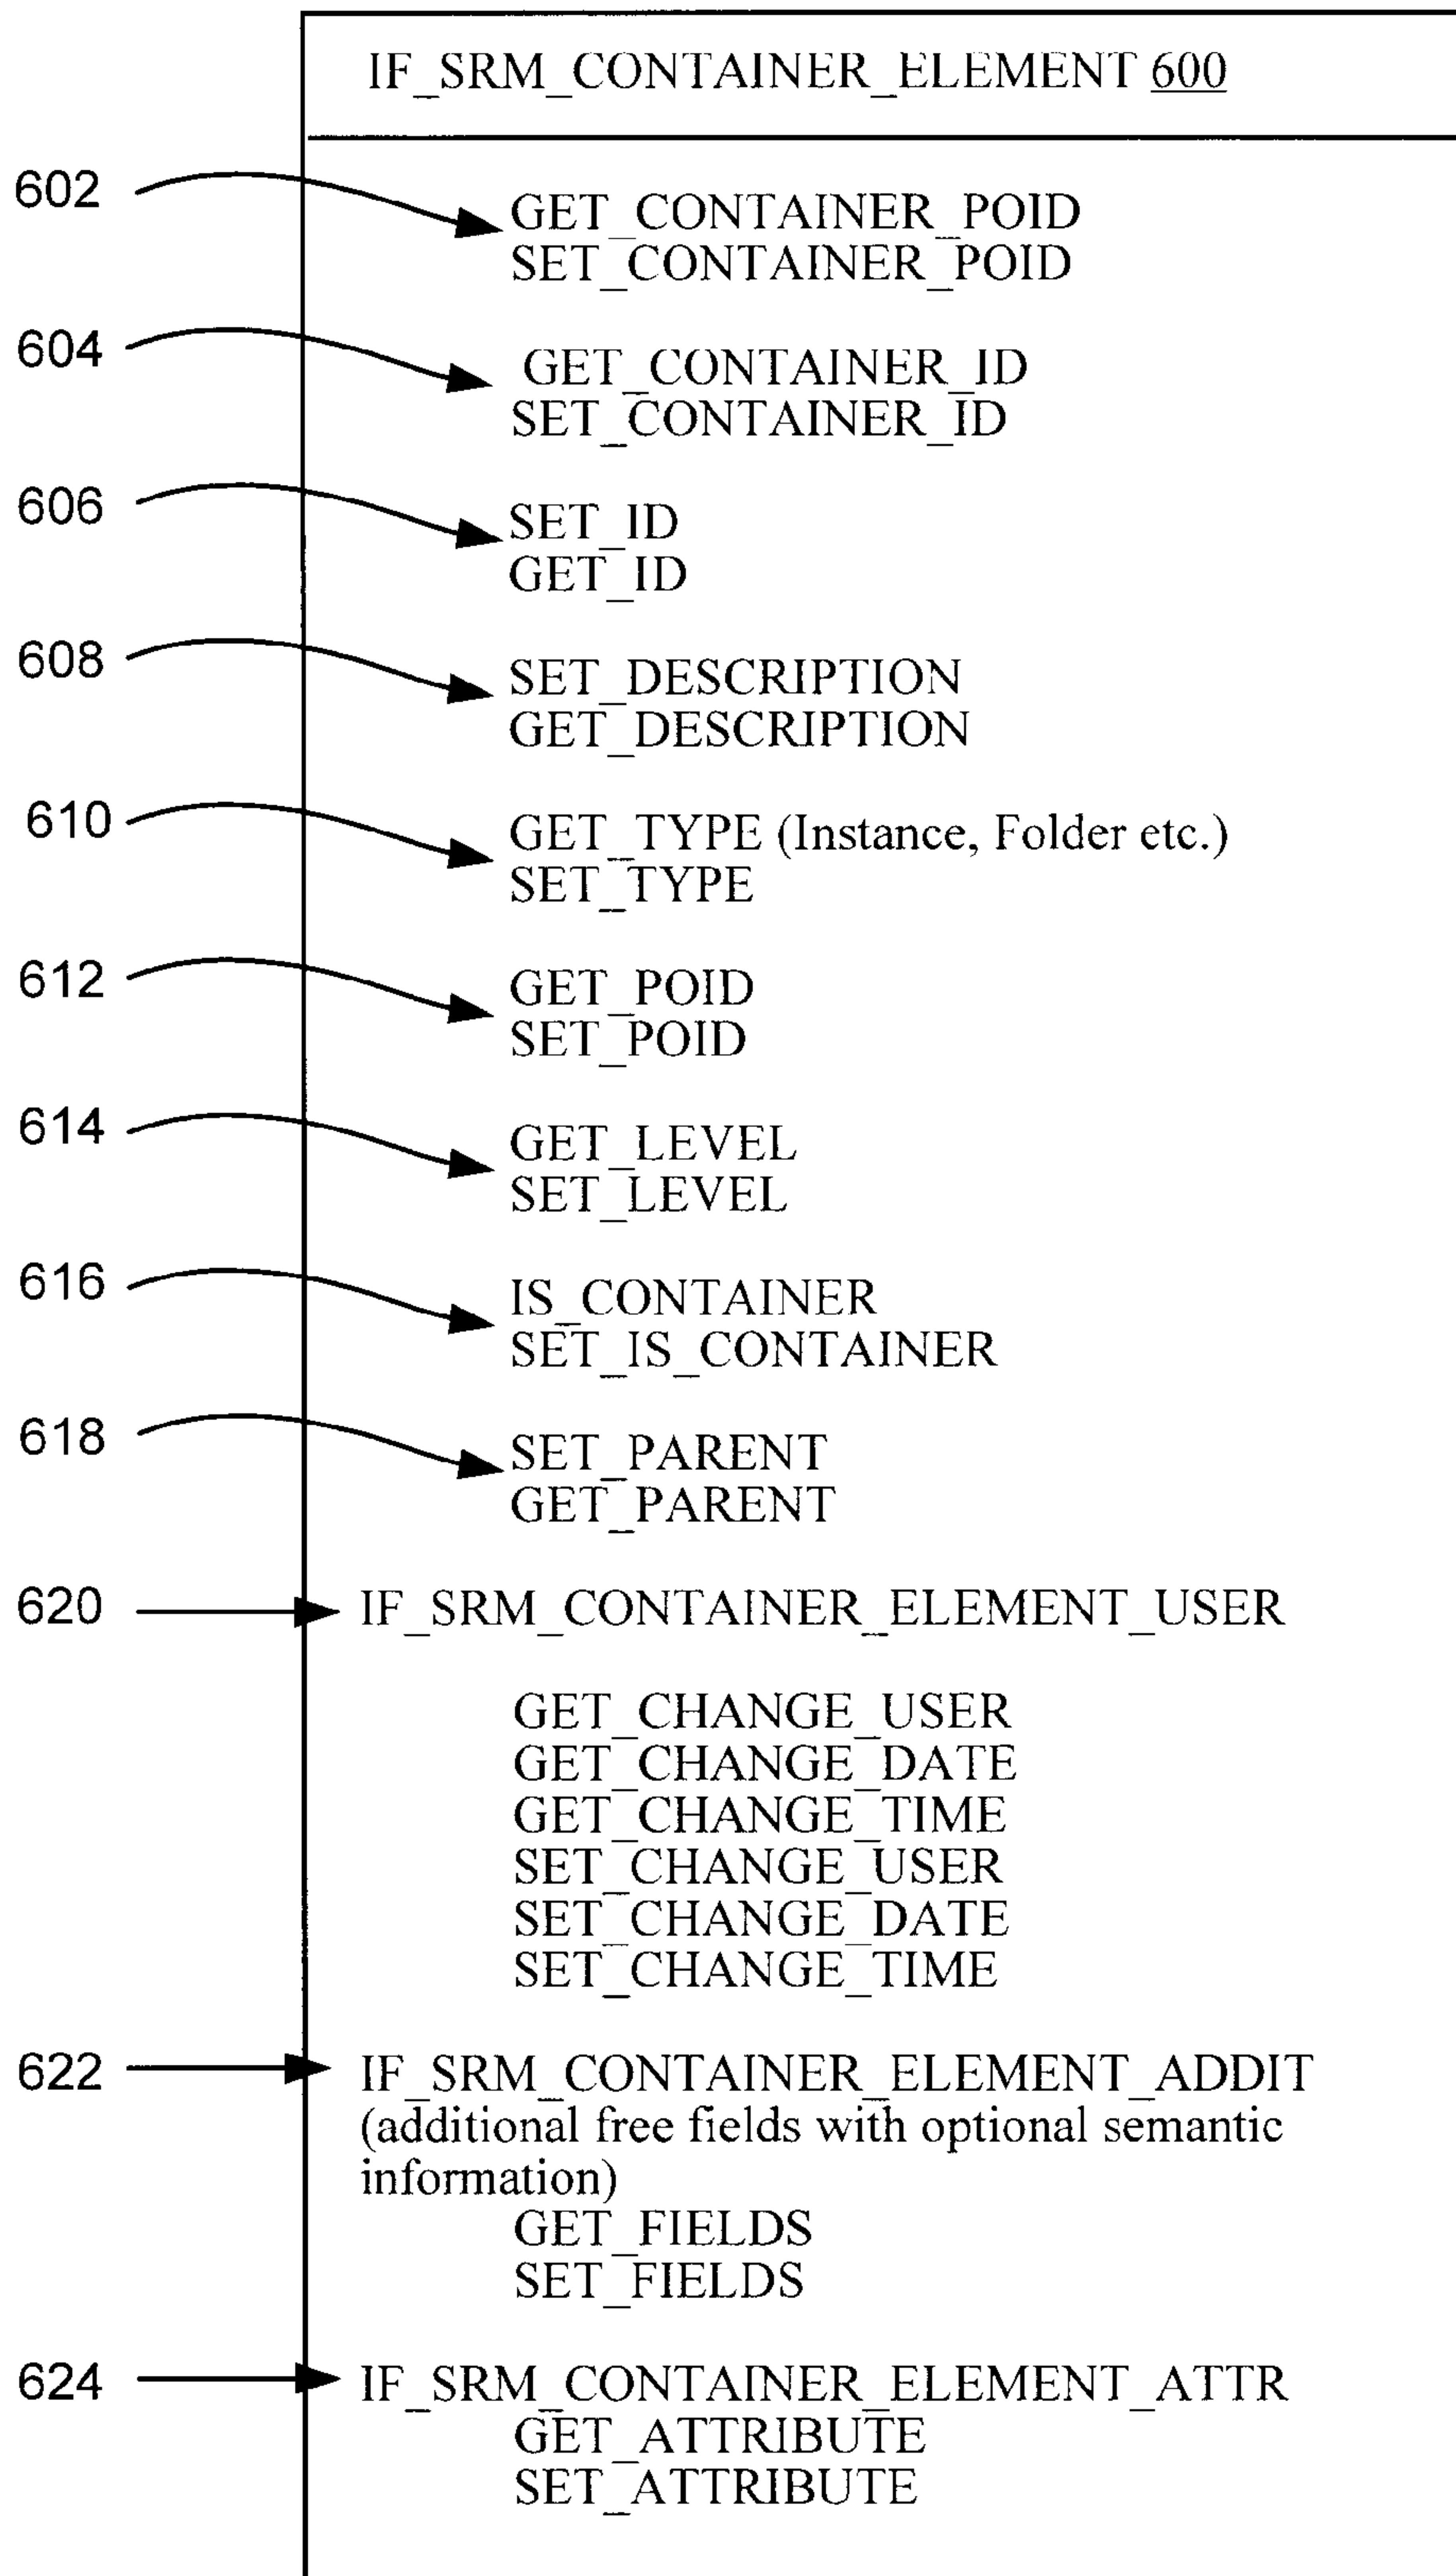 IF_SRM_CONTAINER_ELEMENT 600
602
GET_CONTAINER_POID
SET_CONTAINER_POID
604
GET_CONTAINER_ID
SET_CONTAINER_ID
606
SET_ID
GET_ID
608
SET_DESCRIPTION
GET_DESCRIPTION
610
GET_TYPE (Instance, Folder etc.)
SET_TYPE
612
GET_POID
SET_POID
614
GET_LEVEL
SET_LEVEL
616
IS_CONTAINER
SET_IS_CONTAINER
618
SET_PARENT
GET_PARENT
620
IF_SRM_CONTAINER_ELEMENT_USER
GET_CHANGE_USER
GET_CHANGE_DATE
GET_CHANGE_TIME
SET_CHANGE_USER
SET_CHANGE_DATE
SET_CHANGE_TIME
622
IF_SRM_CONTAINER_ELEMENT_ADDIT
(additional free fields with optional semantic
information)
GET_FIELDS
SET_FIELDS
624
IF_SRM_CONTAINER_ELEMENT_ATTR
GET_ATTRIBUTE
SET_ATTRIBUTE